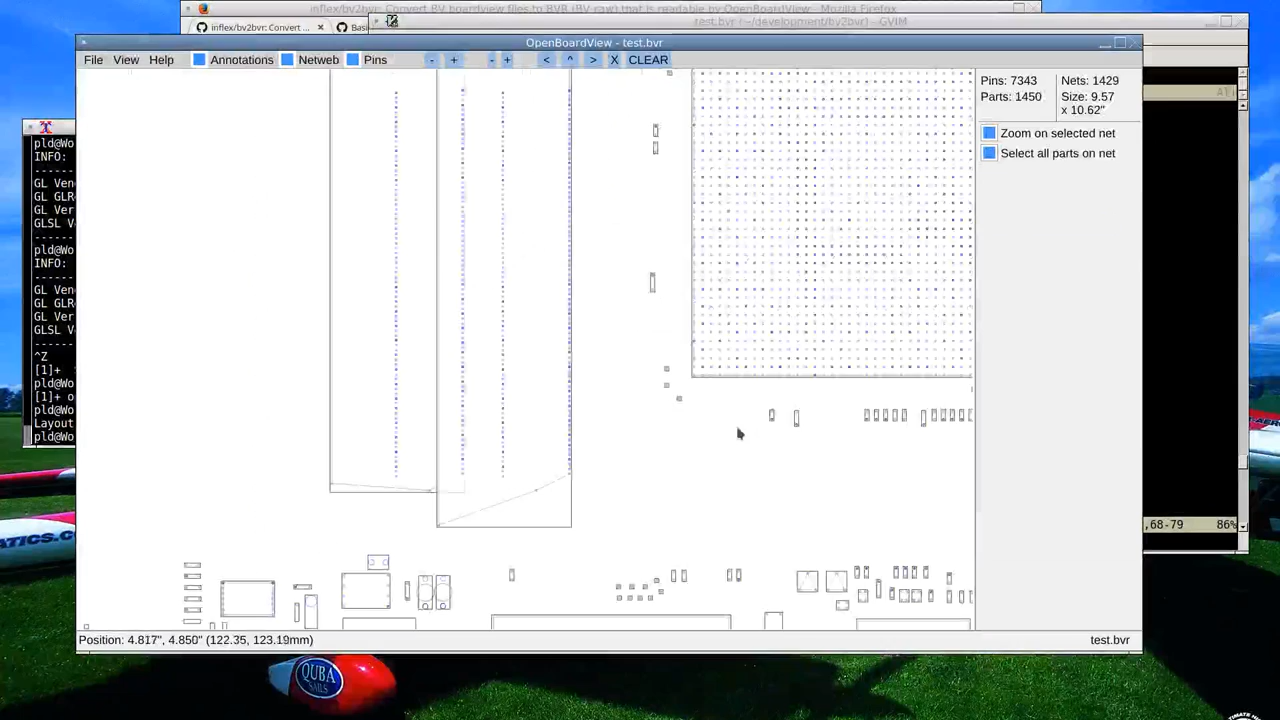 inflex/bv2bvr: Convert BV boardview files to BVR (BV raw) that is readable by OpenBoardView - Mozilla Firefox
inflex/bv2bvr: Convert ...
Basi
test.bvr (~/development/bv2bvr) - GVIM
OpenBoardView - test.bvr
File View Help Annotations Netweb Pins - + - + < ^ > X CLEAR
Pins: 7343 Nets: 1429
Parts: 1450 Size: 9.57
x 10.62"
Zoom on selected net
Select all parts on net
pld@Wo
INFO:
------
GL Ven
GL GLR
GL Ver
GLSL V
------
pld@Wo
INFO:
------
GL Ven
GL GLR
GL Ver
GLSL V
^Z
[1]+
pld@Wo
[1]+ o
pld@Wo
Layout
pld@Wo
,68-79 86%
MATICS.C
Position: 4.817", 4.850" (122.35, 123.19mm)
test.bvr
QUBA
SAILS